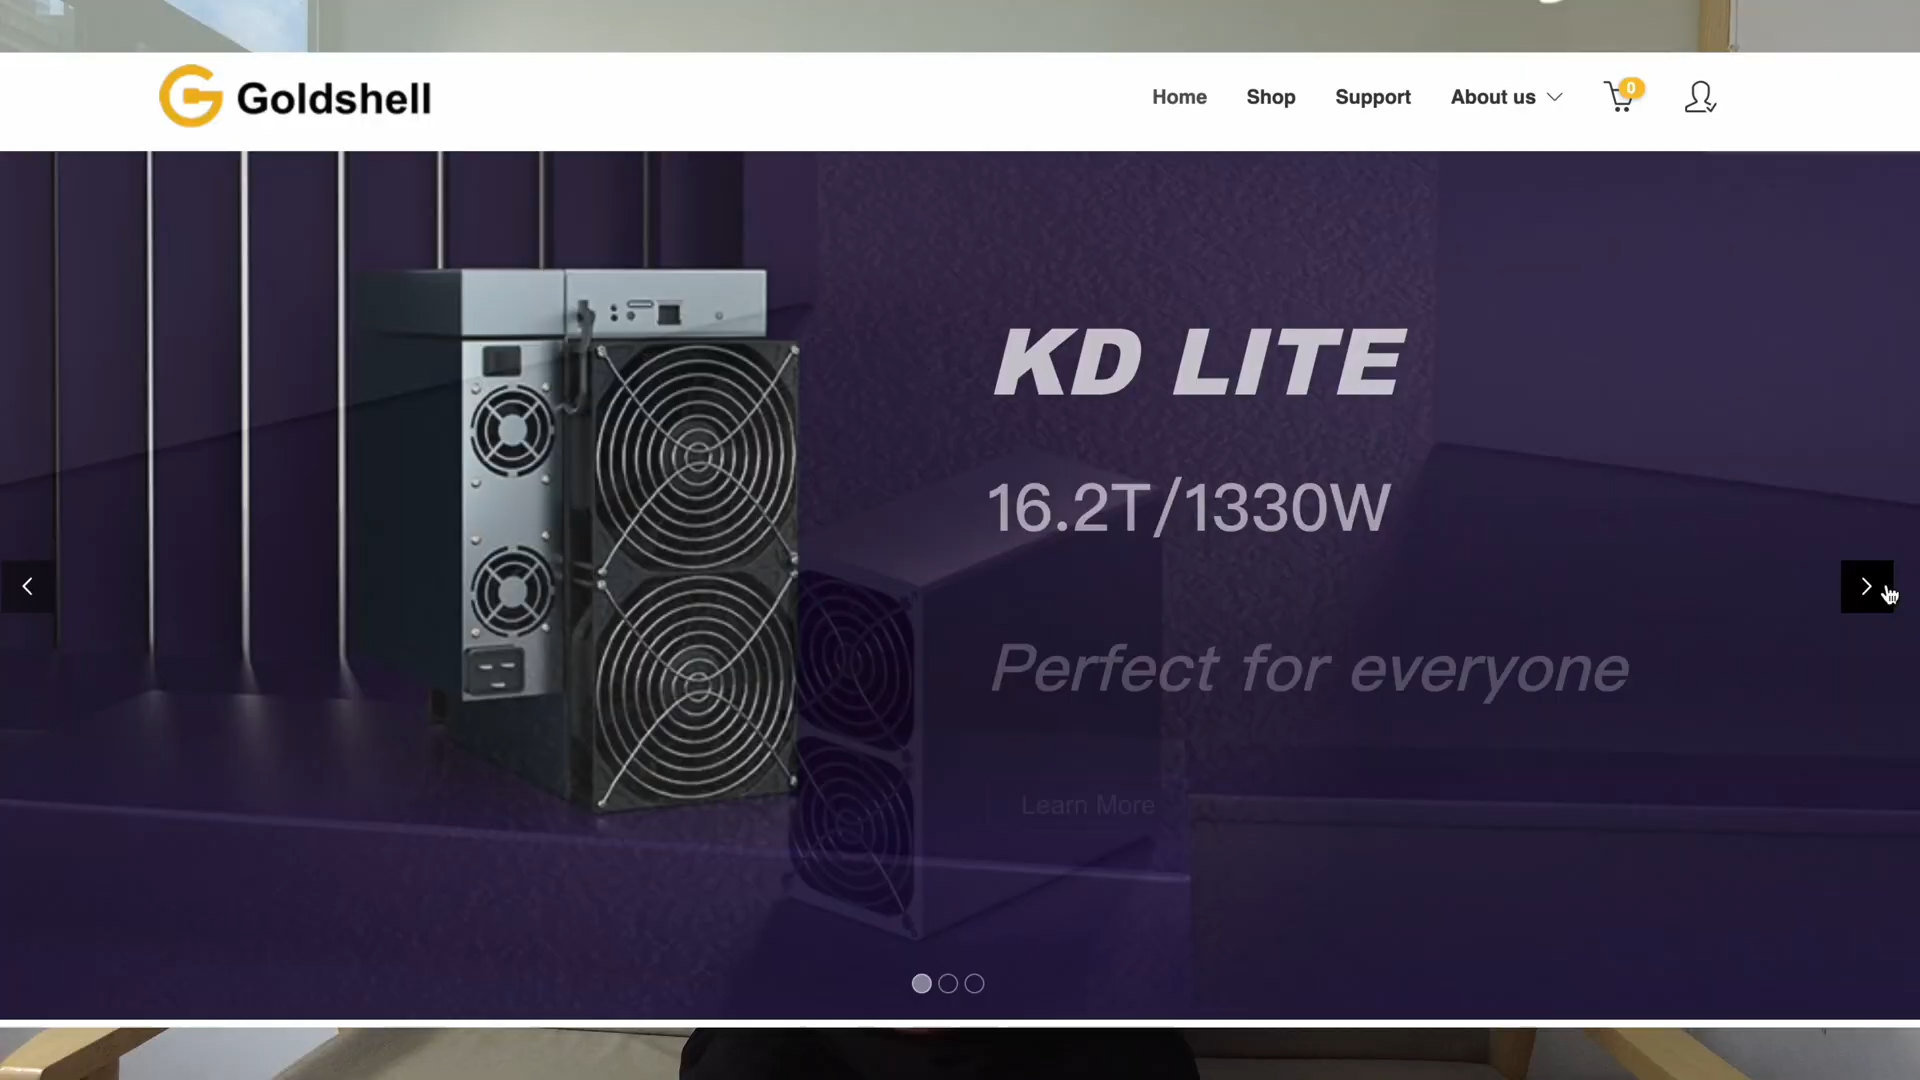 Goldshell
Home Shop Support About us 0
KD LITE
16.2T/1330W
Perfect for everyone
Learn More